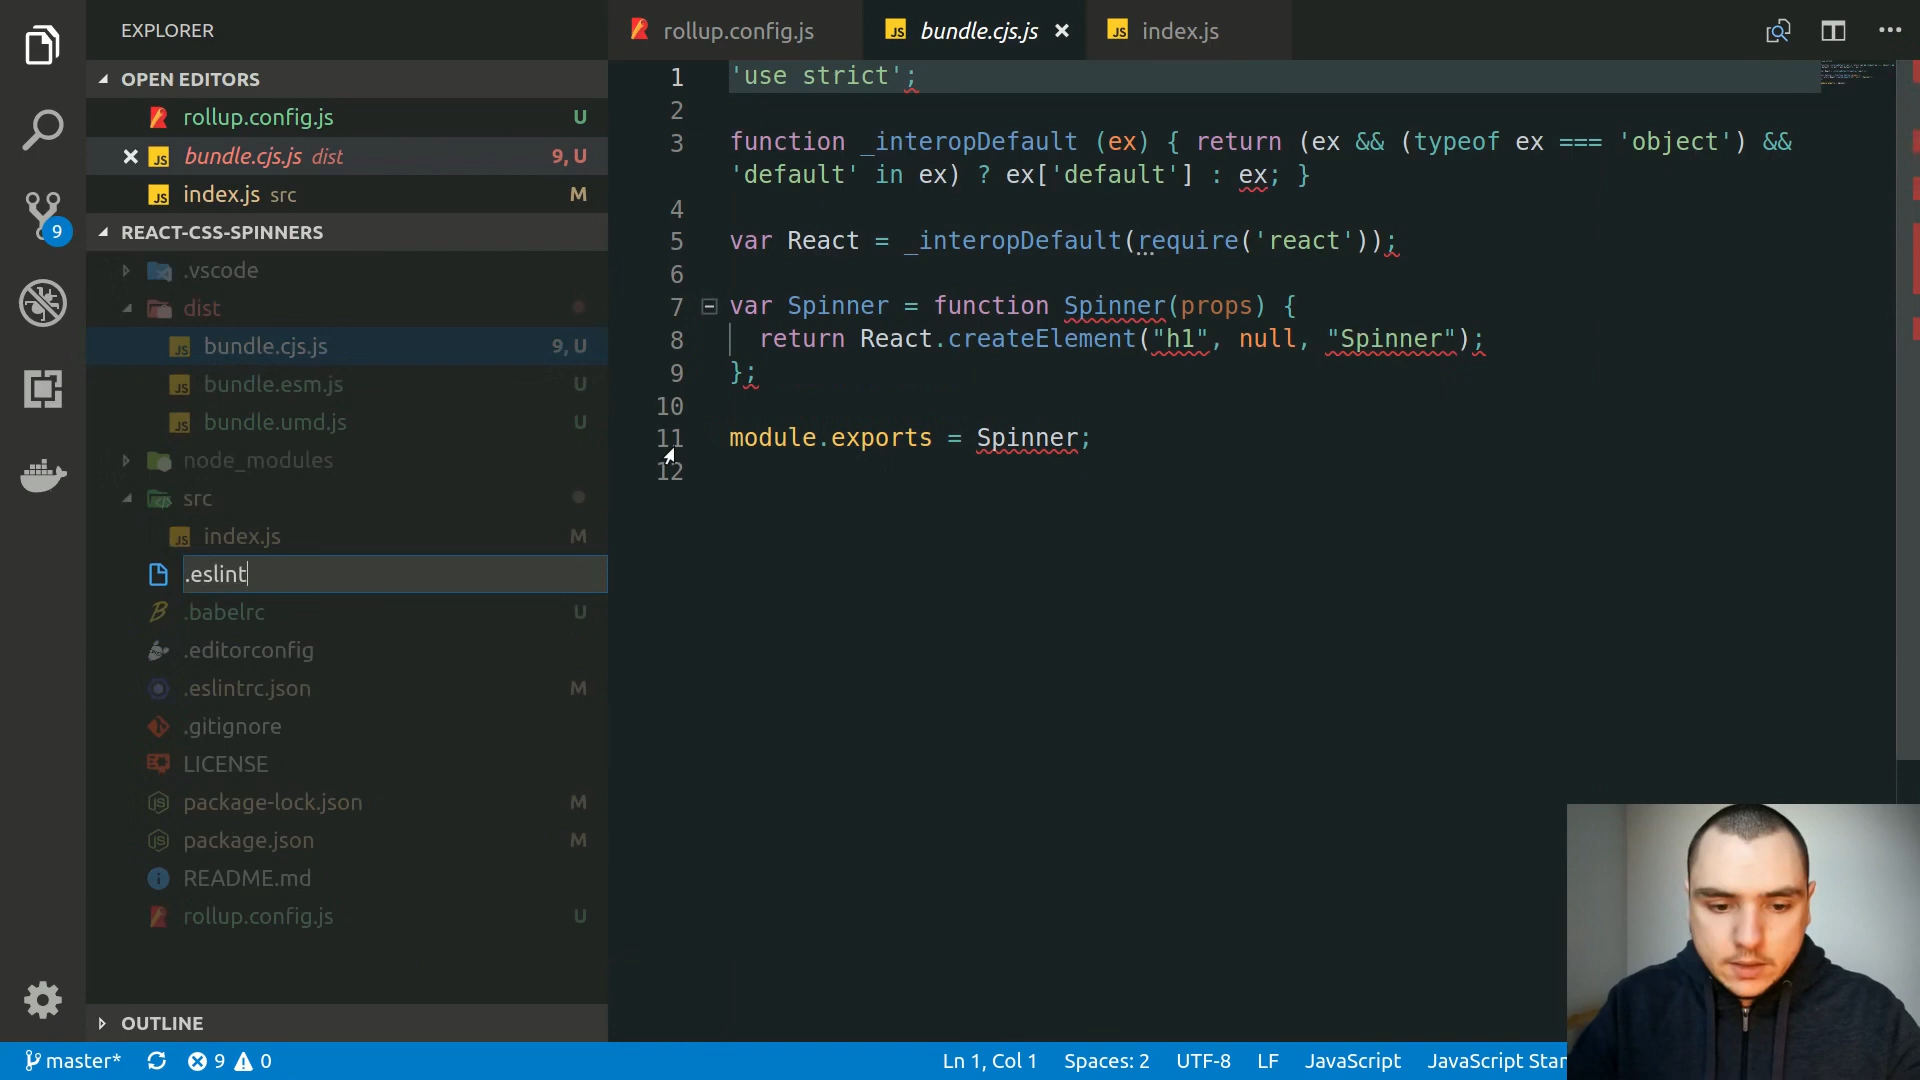 EXPLORER
OPEN EDITORS
rollup.config.js U
bundle.cjs.js dist 9, U
index.js src M
REACT-CSS-SPINNERS
.vscode
dist
bundle.cjs.js 9, U
bundle.esm.js U
bundle.umd.js U
node_modules
src
index.js M
.eslint
.babelrc U
.editorconfig
.eslintrc.json M
.gitignore
LICENSE
package-lock.json M
package.json M
README.md
rollup.config.js U
OUTLINE
9
rollup.config.js
bundle.cjs.js
index.js
1 'use strict';
2
3 function _interopDefault (ex) { return (ex && (typeof ex === 'object') &&
'default' in ex) ? ex['default'] : ex; }
4
5 var React = _interopDefault(require('react'));
6
7 var Spinner = function Spinner(props) {
8 return React.createElement("h1", null, "Spinner");
9 };
10
11 module.exports = Spinner;
12
master* 9 0 Ln 1, Col 1 Spaces: 2 UTF-8 LF JavaScript JavaScript Star